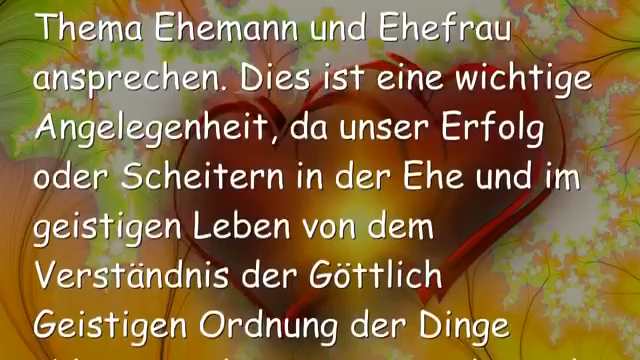 Thema Ehemann und Ehefrau
ansprechen. Dies ist eine wichtige
Angelegenheit, da unser Erfolg
oder Scheitern in der Ehe und im
geistigen Leben von dem
Verständnis der Göttlich
Geistigen Ordnung der Dinge